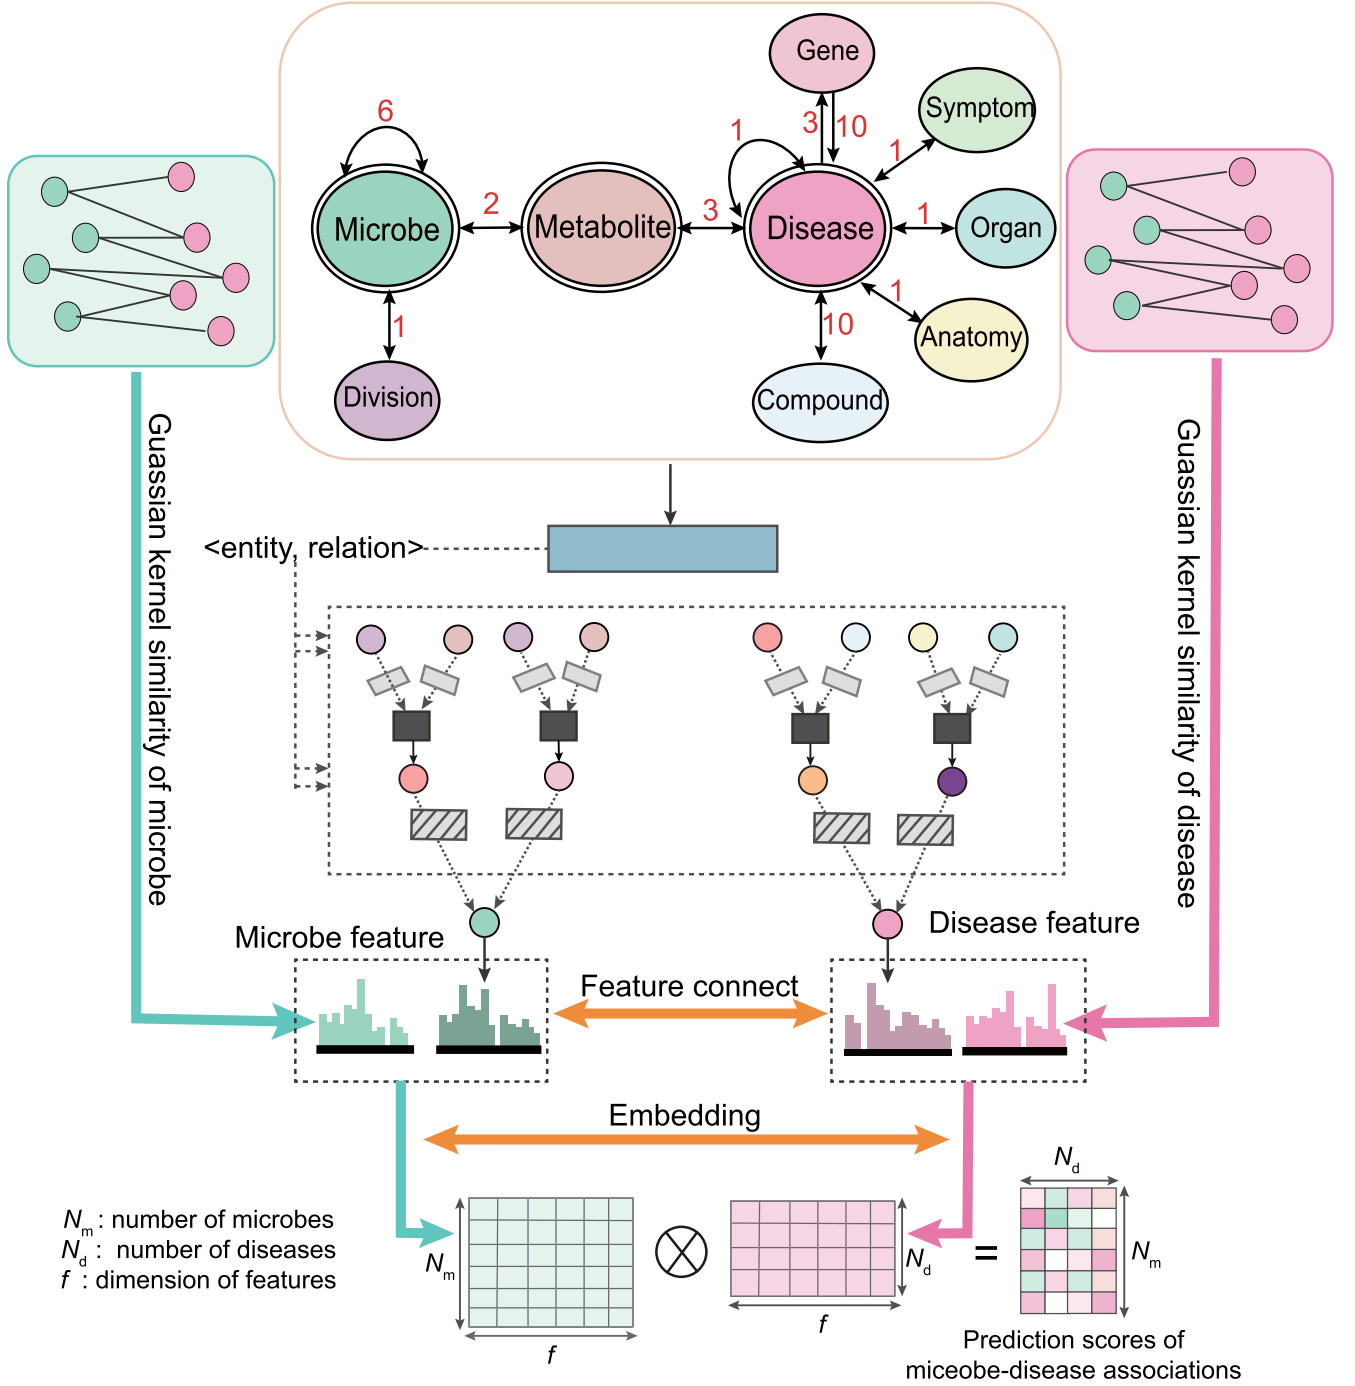 Gene
Symptom
6
1
3
10
1
Microbe
2
Metabolite
3
Disease
1
Organ
1
Anatomy
1
10
Division
Compound
Guassian kernel similarity of microbe
Guassian kernel similarity of disease
<entity, relation>
Microbe feature
Disease feature
Feature connect
Embedding
Nm : number of microbes
Nd : number of diseases
f : dimension of features
Nm
f
Nd
f
=
Nd
Nm
Prediction scores of
miceobe-disease associations